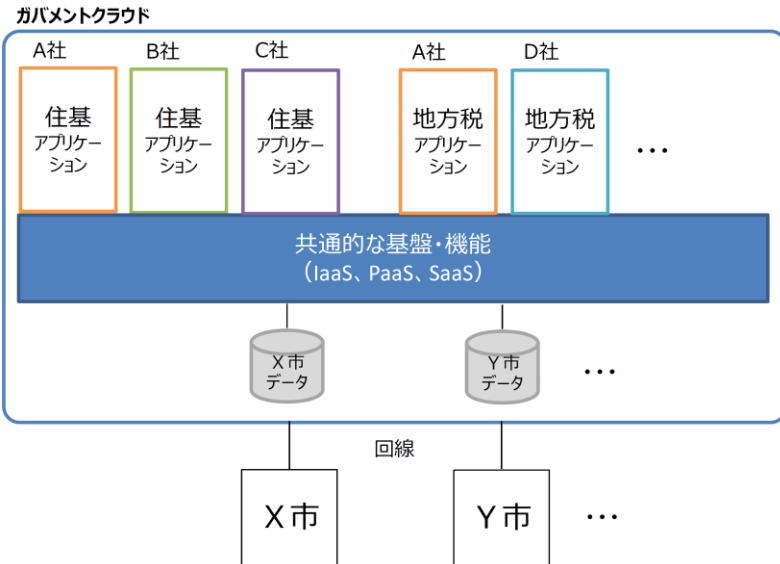 ガバメントクラウド
A社
B社
C社
A社
D社
住基
アプリケー
ション
住基
アプリケー
ション
住基
アプリケー
ション
地方税
アプリケー
ション
地方税
アプリケー
ション
…
共通的な基盤・機能
（IaaS、PaaS、SaaS）
X市
データ
Y市
データ
…
回線
X市
Y市
…